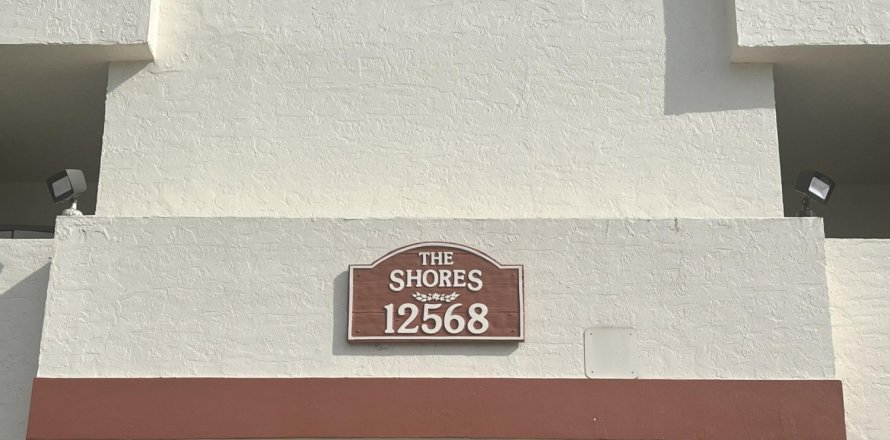 THE
SHORES
12568